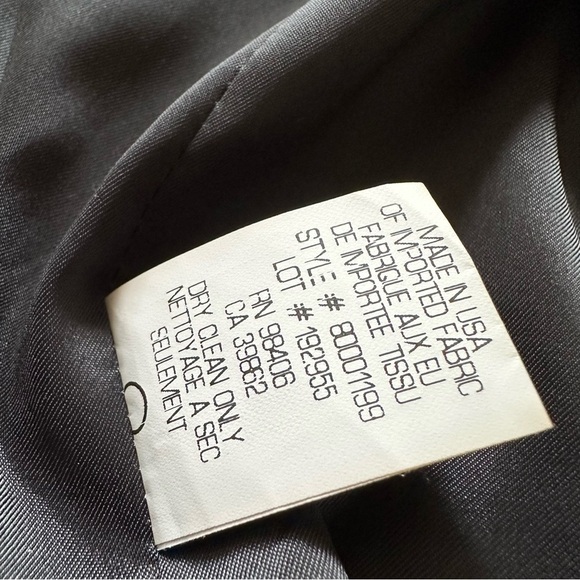 MADE IN USA
OF IMPORTED FABRIC
FABRIQUE AUX EU
DE IMPORTEE TISSU
STYLE # 80001199
LOT # 192955
RN 98406
CA 39862
DRY CLEAN ONLY
NETTOYAGE A SEC
SEULEMENT